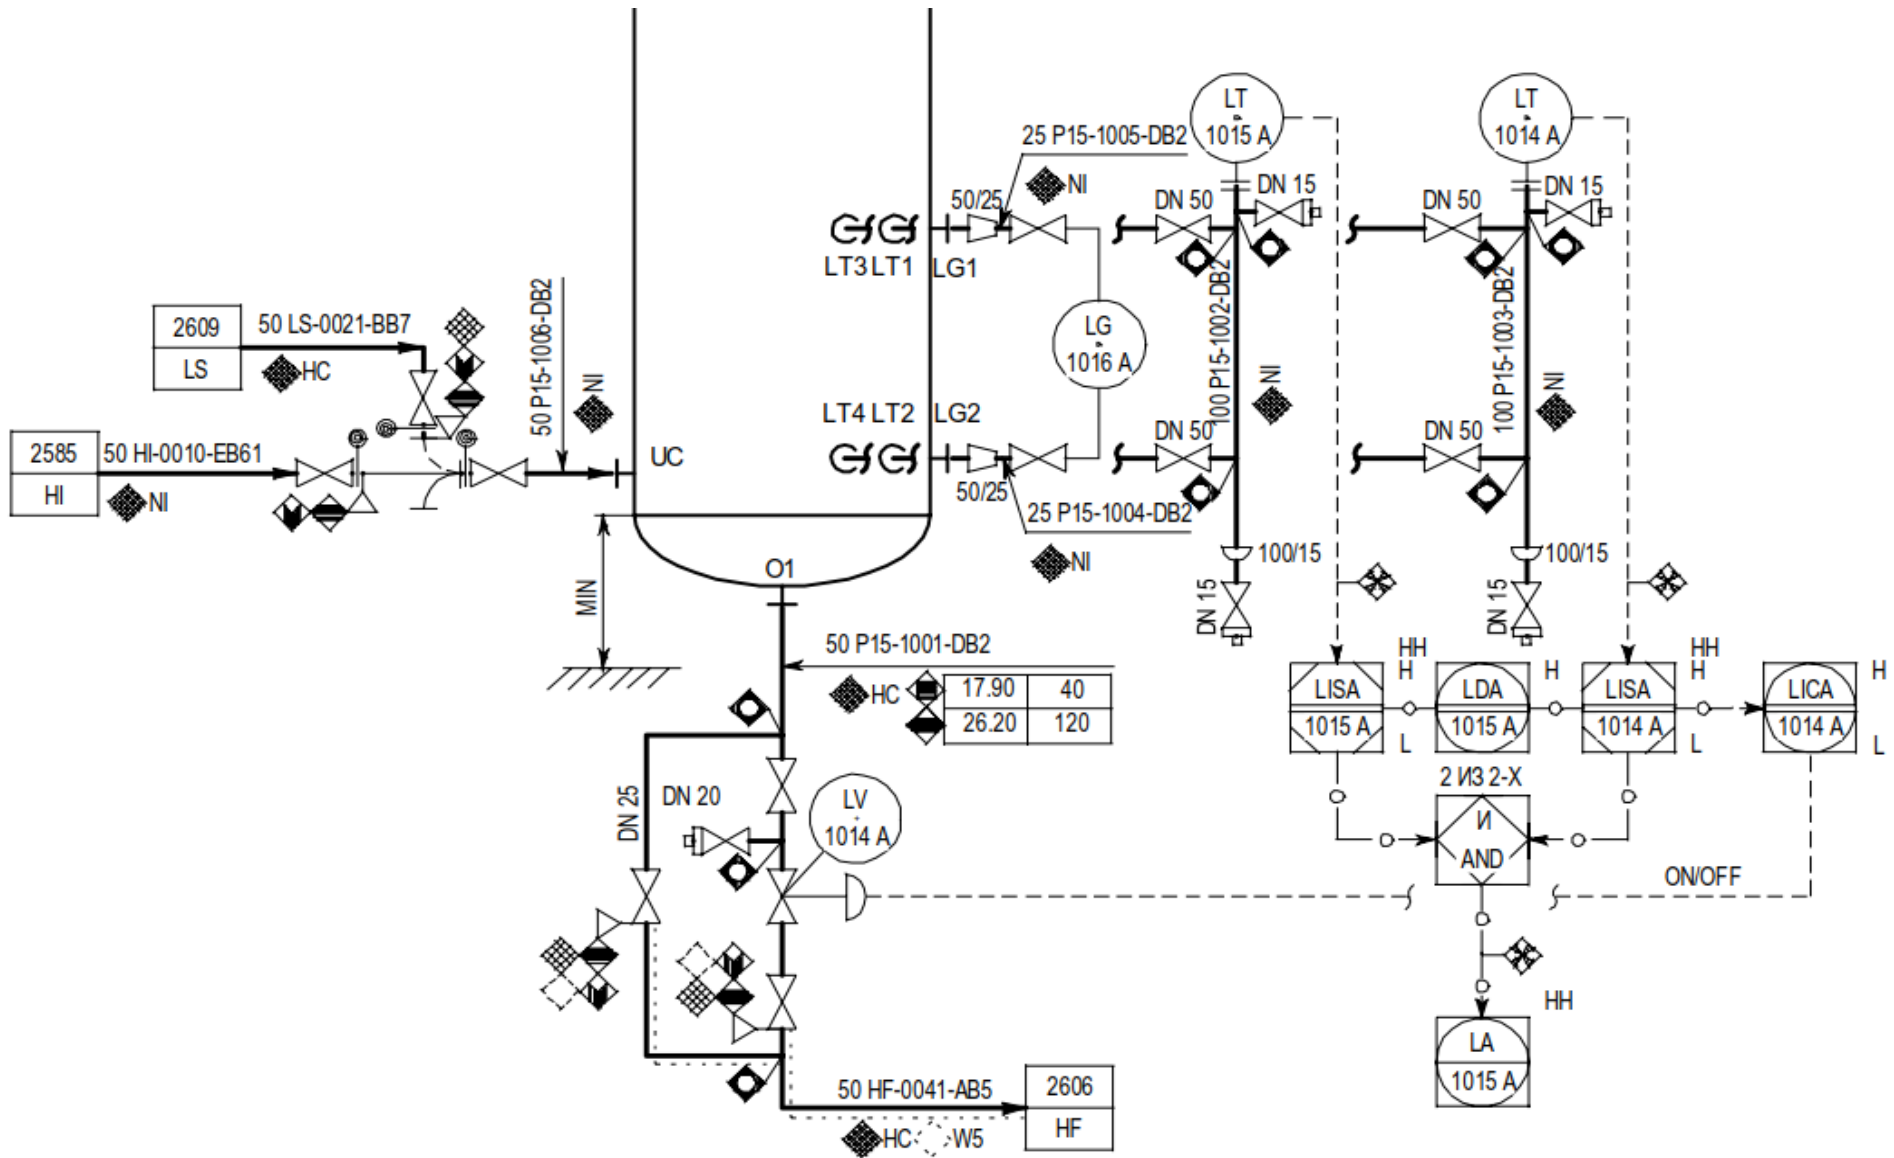 LT
1015 A
LT
1014 A
25 P15-1005-DB2
NI
50/25
DN 50
DN 15
DN 50
DN 15
LT3 LT1 LG1
100 P15-1002-DB2
100 P15-1003-DB2
2609
LS
50 LS-0021-BB7
HC
50 P15-1006-DB2
NI
LG
1016 A
NI
NI
LT4 LT2 LG2
DN 50
DN 50
2585
HI
50 HI-0010-EB61
NI
UC
50/25
25 P15-1004-DB2
NI
100/15
100/15
O1
MIN
DN 15
DN 15
50 P15-1001-DB2
HC
17.90 40
26.20 120
HH
H
LISA
1015 A
L
LDA
1015 A
H
HH
H
LISA
1014 A
L
LICA
1014 A
H
L
2 ИЗ 2-Х
И
AND
DN 25
DN 20
LV
1014 A
ON/OFF
HH
LA
1015 A
50 HF-0041-AB5
HC
W5
2606
HF